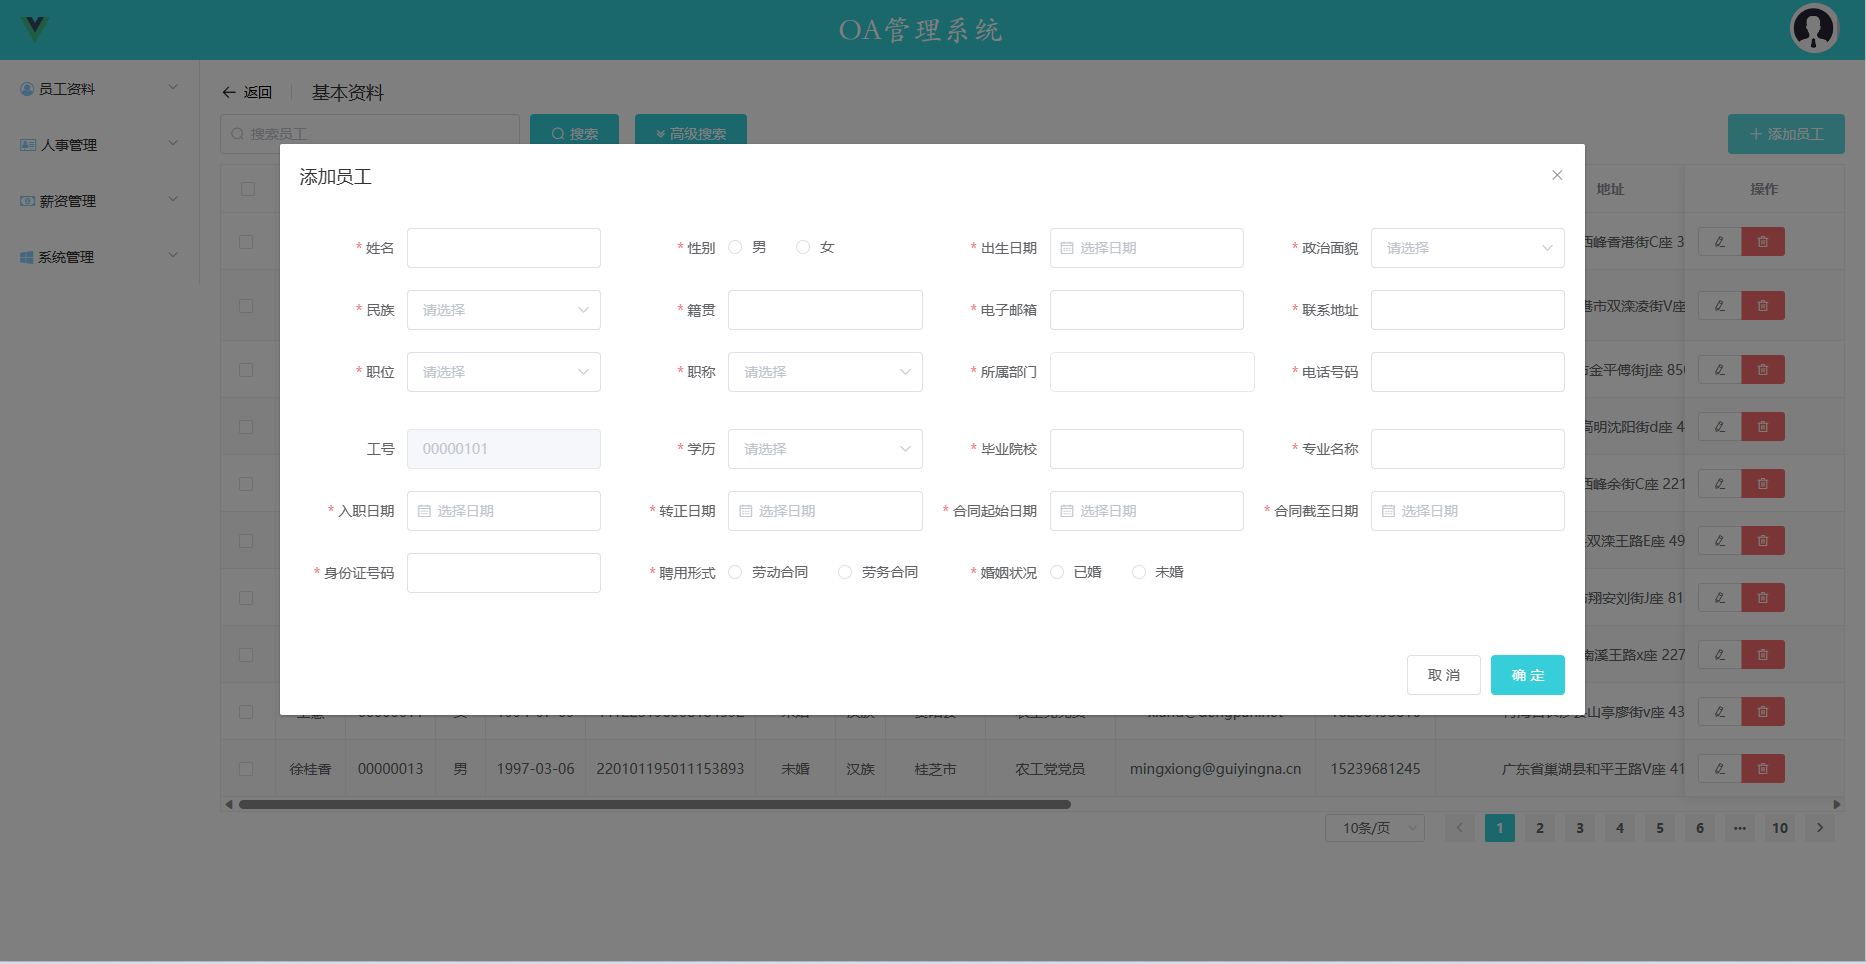 OA管理系统
员工资料
人事管理
薪资管理
系统管理
返回 基本资料
搜索员工 搜索 高级搜索 添加员工
地址 操作
添加员工
* 姓名 * 性别 男 女 * 出生日期 选择日期 * 政治面貌 请选择
* 民族 请选择 * 籍贯 * 电子邮箱 * 联系地址
* 职位 请选择 * 职称 请选择 * 所属部门 * 电话号码
工号 00000101 * 学历 请选择 * 毕业院校 * 专业名称
* 入职日期 选择日期 * 转正日期 选择日期 * 合同起始日期 选择日期 * 合同截至日期 选择日期
* 身份证号码 * 聘用形式 劳动合同 劳务合同 * 婚姻状况 已婚 未婚
取 消 确 定
西峰香港街C座 3
港市双滦凌街V座
市金平傅街j座 850
高明沈阳街d座 4
西峰余街C座 221
双滦王路E座 49
翔安刘街J座 81
南溪王路x座 227
山亭廖街v座 43
徐桂香 00000013 男 1997-03-06 220101195011153893 未婚 汉族 桂芝市 农工党党员 mingxiong@guiyingna.cn 15239681245 广东省巢湖县和平王路V座 41
10条/页 1 2 3 4 5 6 ••• 10